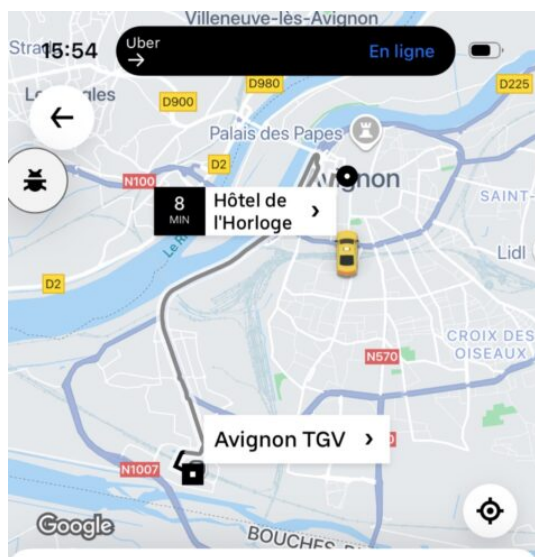 Villeneuve-lès-Avignon
15:54
Uber
→
En ligne
D980
D225
D900
Palais des Papes
D2
N100
Avignon
8
MIN
Hôtel de
l'Horloge
SAINT-
Lidl
D2
CROIX DES
OISEAUX
N570
Avignon TGV
N1007
Google